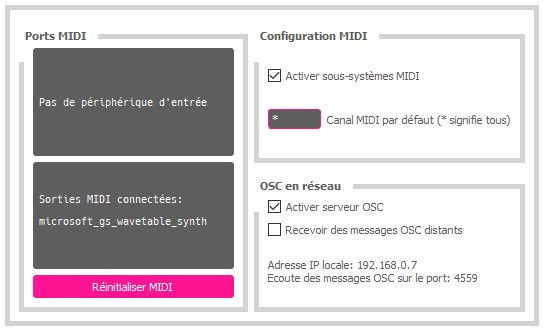 Ports MIDI
Pas de périphérique d'entrée
Sorties MIDI connectées:
microsoft_gs_wavetable_synth
Réinitialiser MIDI
Configuration MIDI
Activer sous-systèmes MIDI
* Canal MIDI par défaut (* signifie tous)
OSC en réseau
Activer serveur OSC
Recevoir des messages OSC distants
Adresse IP locale: 192.168.0.7
Ecoute des messages OSC sur le port: 4559